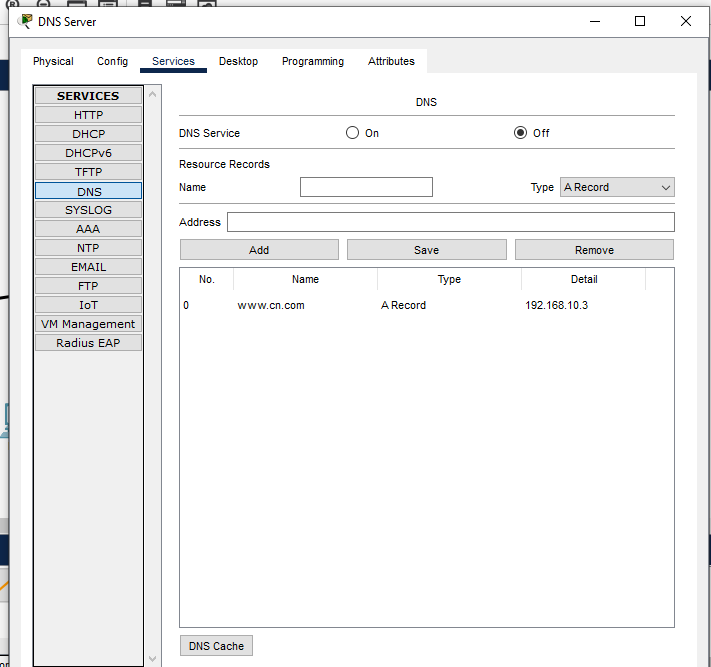 DNS Server
Physical Config Services Desktop Programming Attributes
SERVICES
HTTP
DHCP
DHCPv6
TFTP
DNS
SYSLOG
AAA
NTP
EMAIL
FTP
IoT
VM Management
Radius EAP
DNS
DNS Service On Off
Resource Records
Name Type A Record
Address
Add Save Remove
No. Name Type Detail
0 www.cn.com A Record 192.168.10.3
DNS Cache